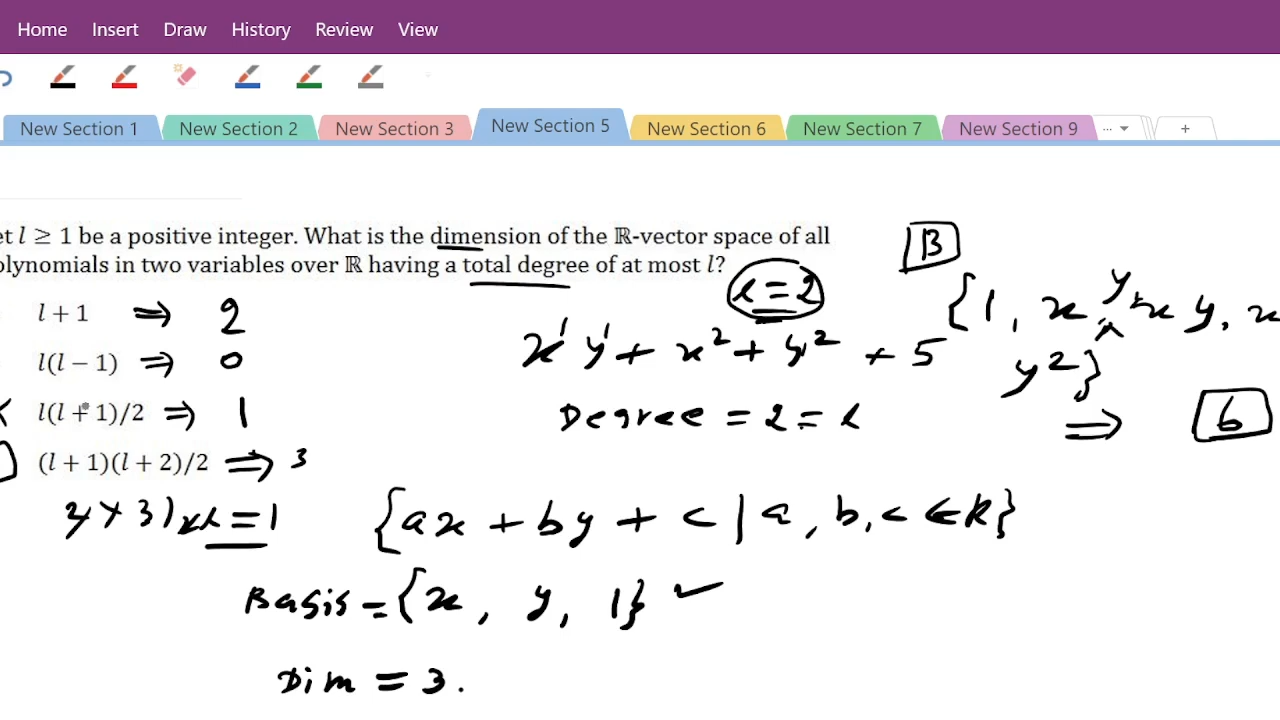 Home Insert Draw History Review View
New Section 1 New Section 2 New Section 3 New Section 5 New Section 6 New Section 7 New Section 9 ... +
et l ≥ 1 be a positive integer. What is the dimension of the ℝ-vector space of all
olynomials in two variables over ℝ having a total degree of at most l?
l + 1 ⇒ 2
l(l − 1) ⇒ 0
l(l + 1)/2 ⇒ 1
(l + 1)(l + 2)/2 ⇒ 3
l = 2
x¹y¹ + x² + y² + 5
Degree = 2 = l
B
{1, x, y, xy, x
y²}
⇒ 6
= 1
{ax + by + c | a, b, c ∈ R}
Basis = {x, y, 1} ✓
Dim = 3.